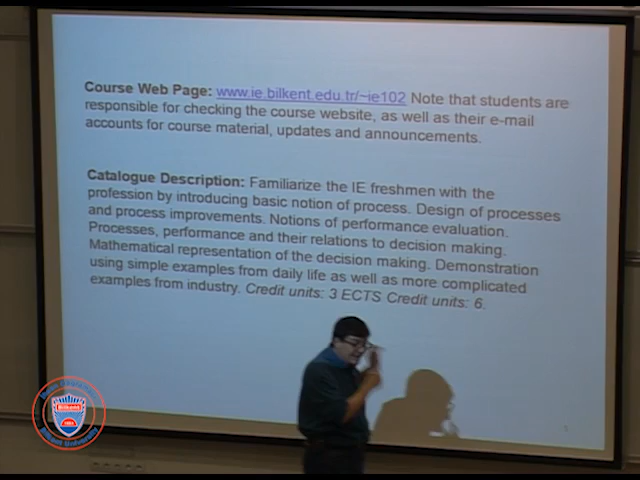 Course Web Page: www.ie.bilkent.edu.tr/~ie102 Note that students are
responsible for checking the course website, as well as their e-mail
accounts for course material, updates and announcements.
Catalogue Description: Familiarize the IE freshmen with the
profession by introducing basic notion of process. Design of processes
and process improvements. Notions of performance evaluation.
Processes, performance and their relations to decision making.
Mathematical representation of the decision making. Demonstration
using simple examples from daily life as well as more complicated
examples from industry. Credit units: 3 ECTS Credit units: 6.
Bilkent
Bilkent University